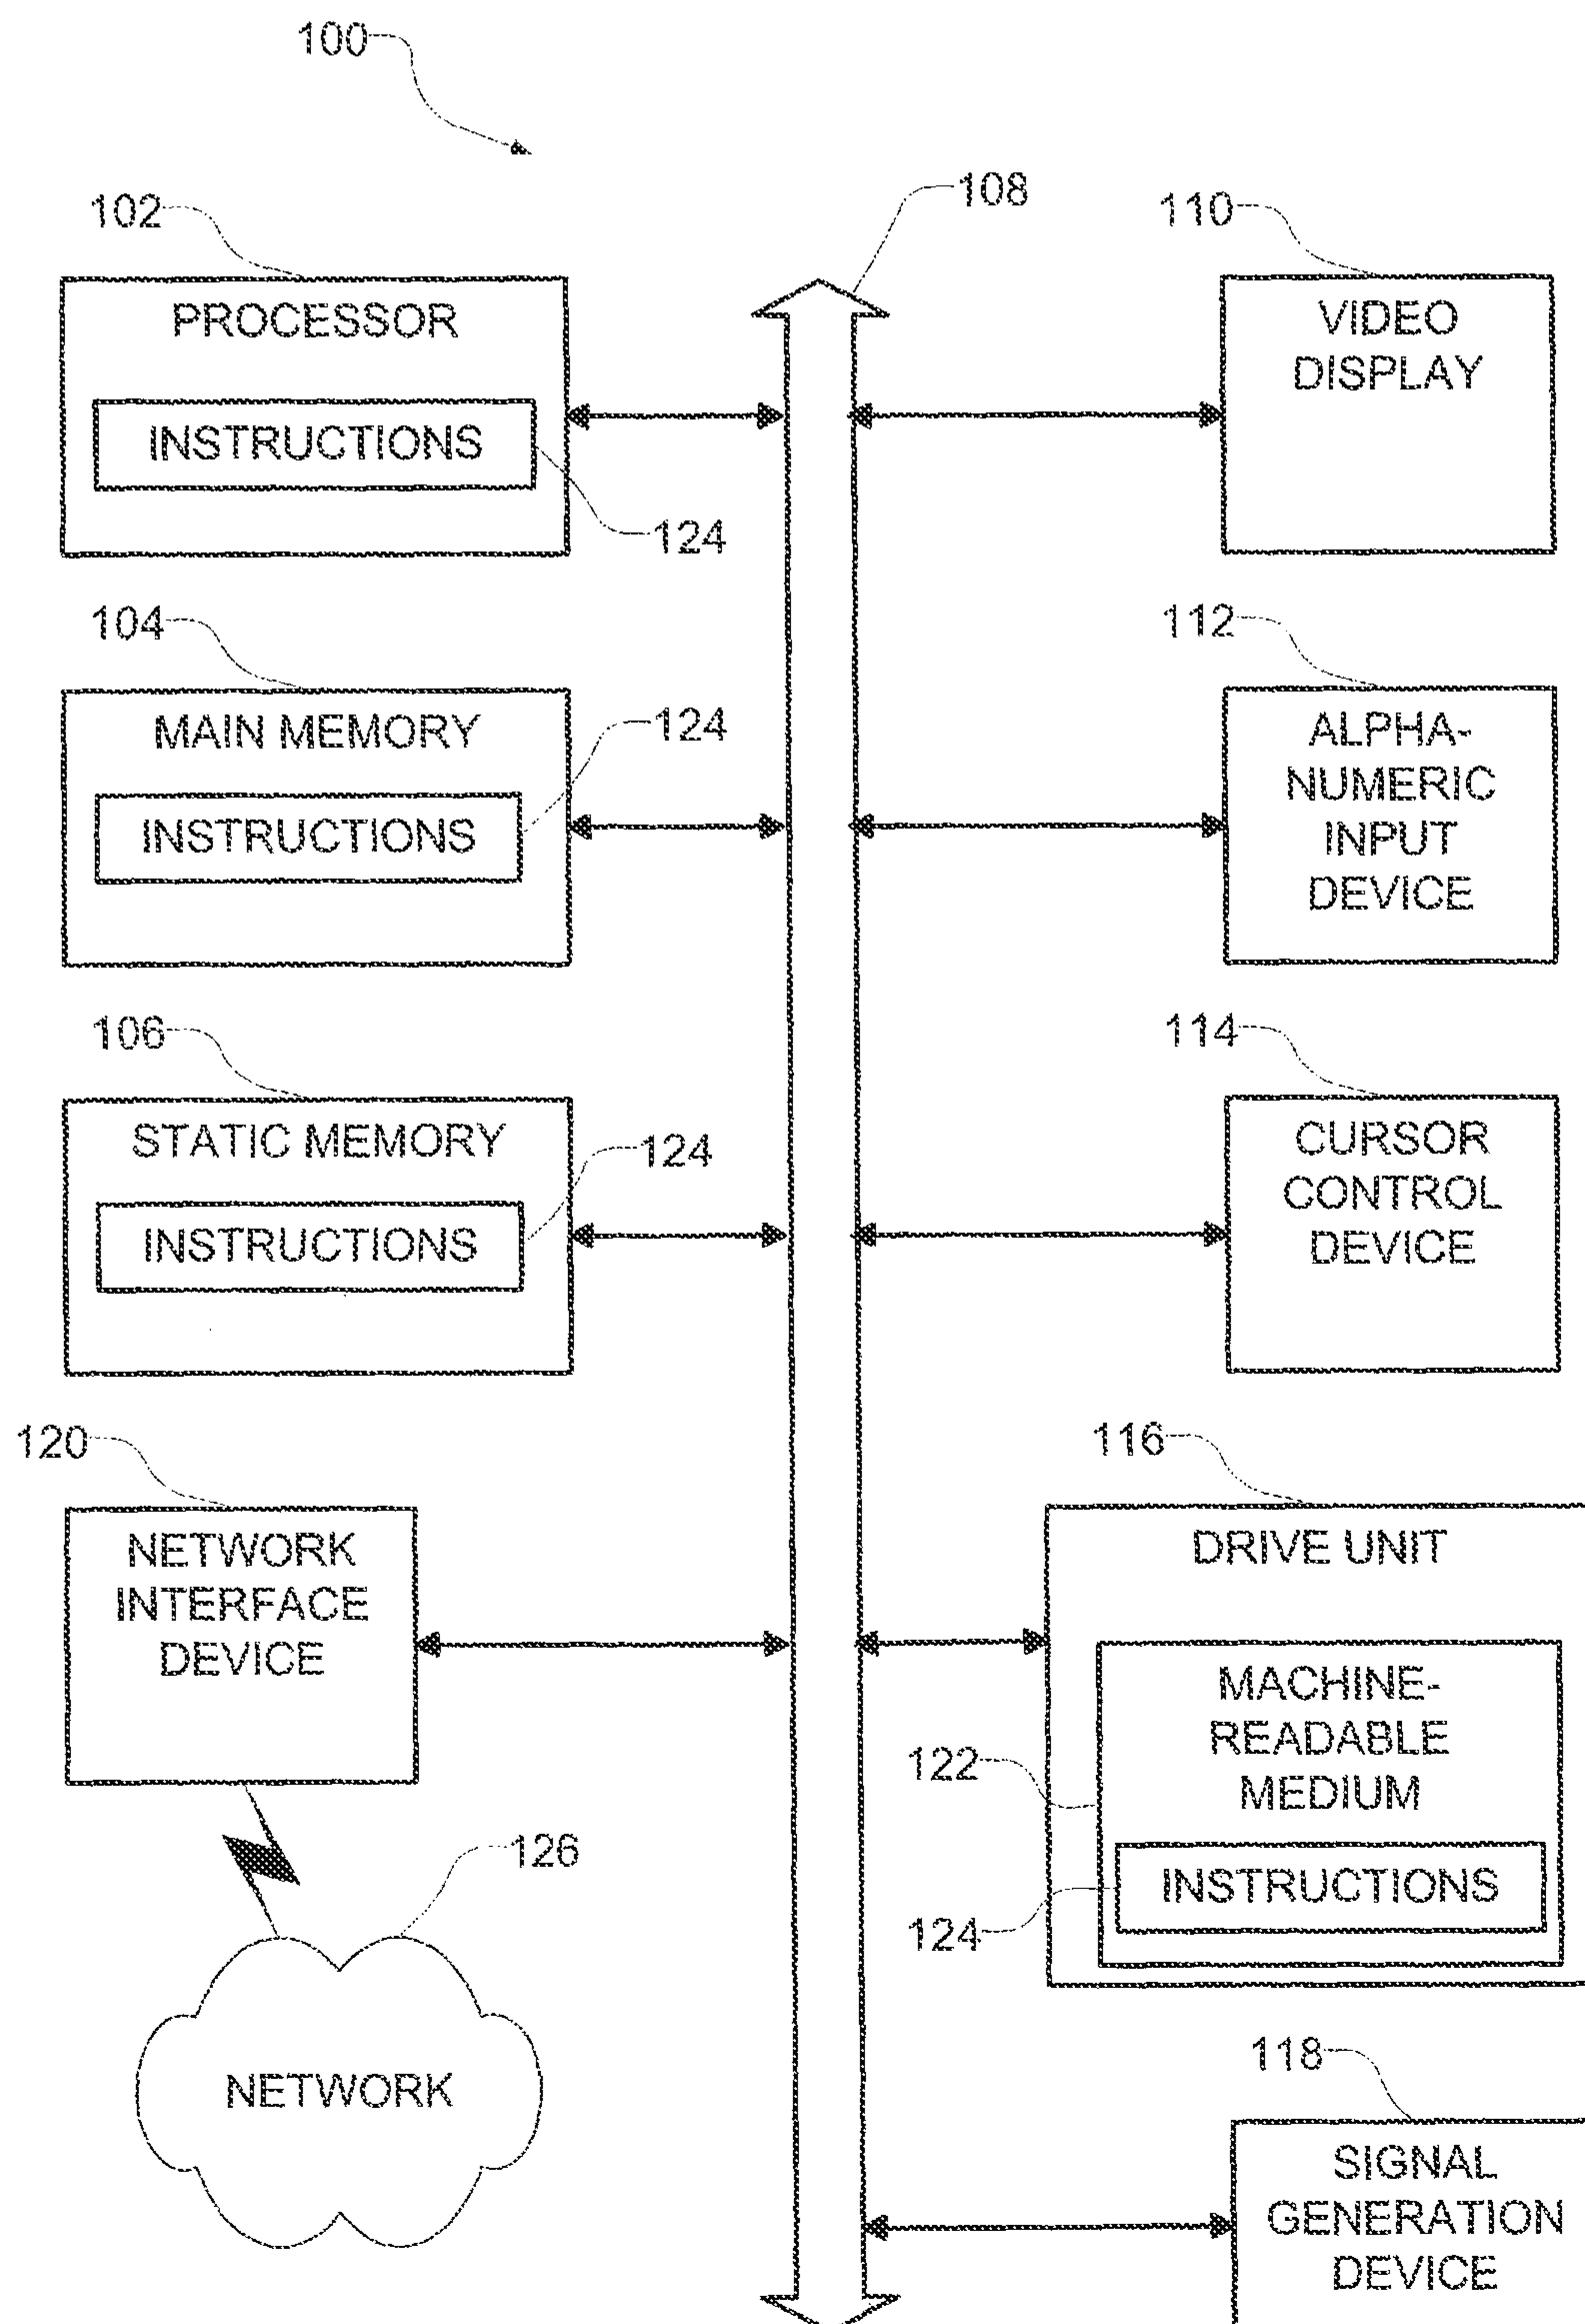 100
108
102
PROCESSOR
INSTRUCTIONS
124
110
VIDEO
DISPLAY
104
MAIN MEMORY
124
INSTRUCTIONS
112
ALPHA-
NUMERIC
INPUT
DEVICE
106
STATIC MEMORY
124
INSTRUCTIONS
114
CURSOR
CONTROL
DEVICE
120
NETWORK
INTERFACE
DEVICE
116
DRIVE UNIT
MACHINE-
READABLE
MEDIUM
122
INSTRUCTIONS
124
126
NETWORK
118
SIGNAL
GENERATION
DEVICE